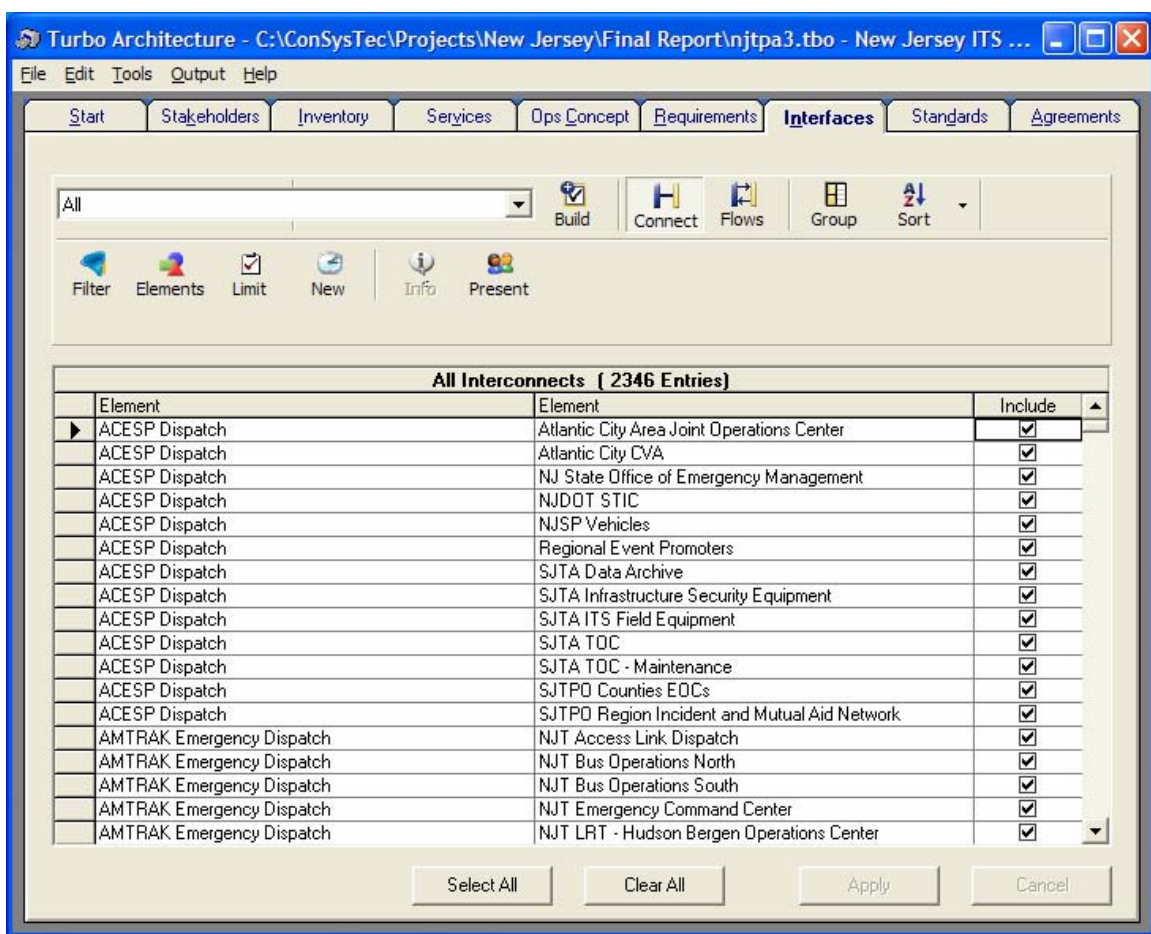 Turbo Architecture - C:\ConSysTec\Projects\New Jersey\Final Report\njtpa3.tbo - New Jersey ITS ...
File Edit Tools Output Help
Start Stakeholders Inventory Services Ops Concept Requirements Interfaces Standards Agreements
All Build Connect Flows Group Sort
Filter Elements Limit New Info Present
All Interconnects ( 2346 Entries)
Element Element Include
ACESP Dispatch Atlantic City Area Joint Operations Center
ACESP Dispatch Atlantic City CVA
ACESP Dispatch NJ State Office of Emergency Management
ACESP Dispatch NJDOT STIC
ACESP Dispatch NJSP Vehicles
ACESP Dispatch Regional Event Promoters
ACESP Dispatch SJTA Data Archive
ACESP Dispatch SJTA Infrastructure Security Equipment
ACESP Dispatch SJTA ITS Field Equipment
ACESP Dispatch SJTA TOC
ACESP Dispatch SJTA TOC - Maintenance
ACESP Dispatch SJTPO Counties EOCs
ACESP Dispatch SJTPO Region Incident and Mutual Aid Network
AMTRAK Emergency Dispatch NJT Access Link Dispatch
AMTRAK Emergency Dispatch NJT Bus Operations North
AMTRAK Emergency Dispatch NJT Bus Operations South
AMTRAK Emergency Dispatch NJT Emergency Command Center
AMTRAK Emergency Dispatch NJT LRT - Hudson Bergen Operations Center
Select All Clear All Apply Cancel